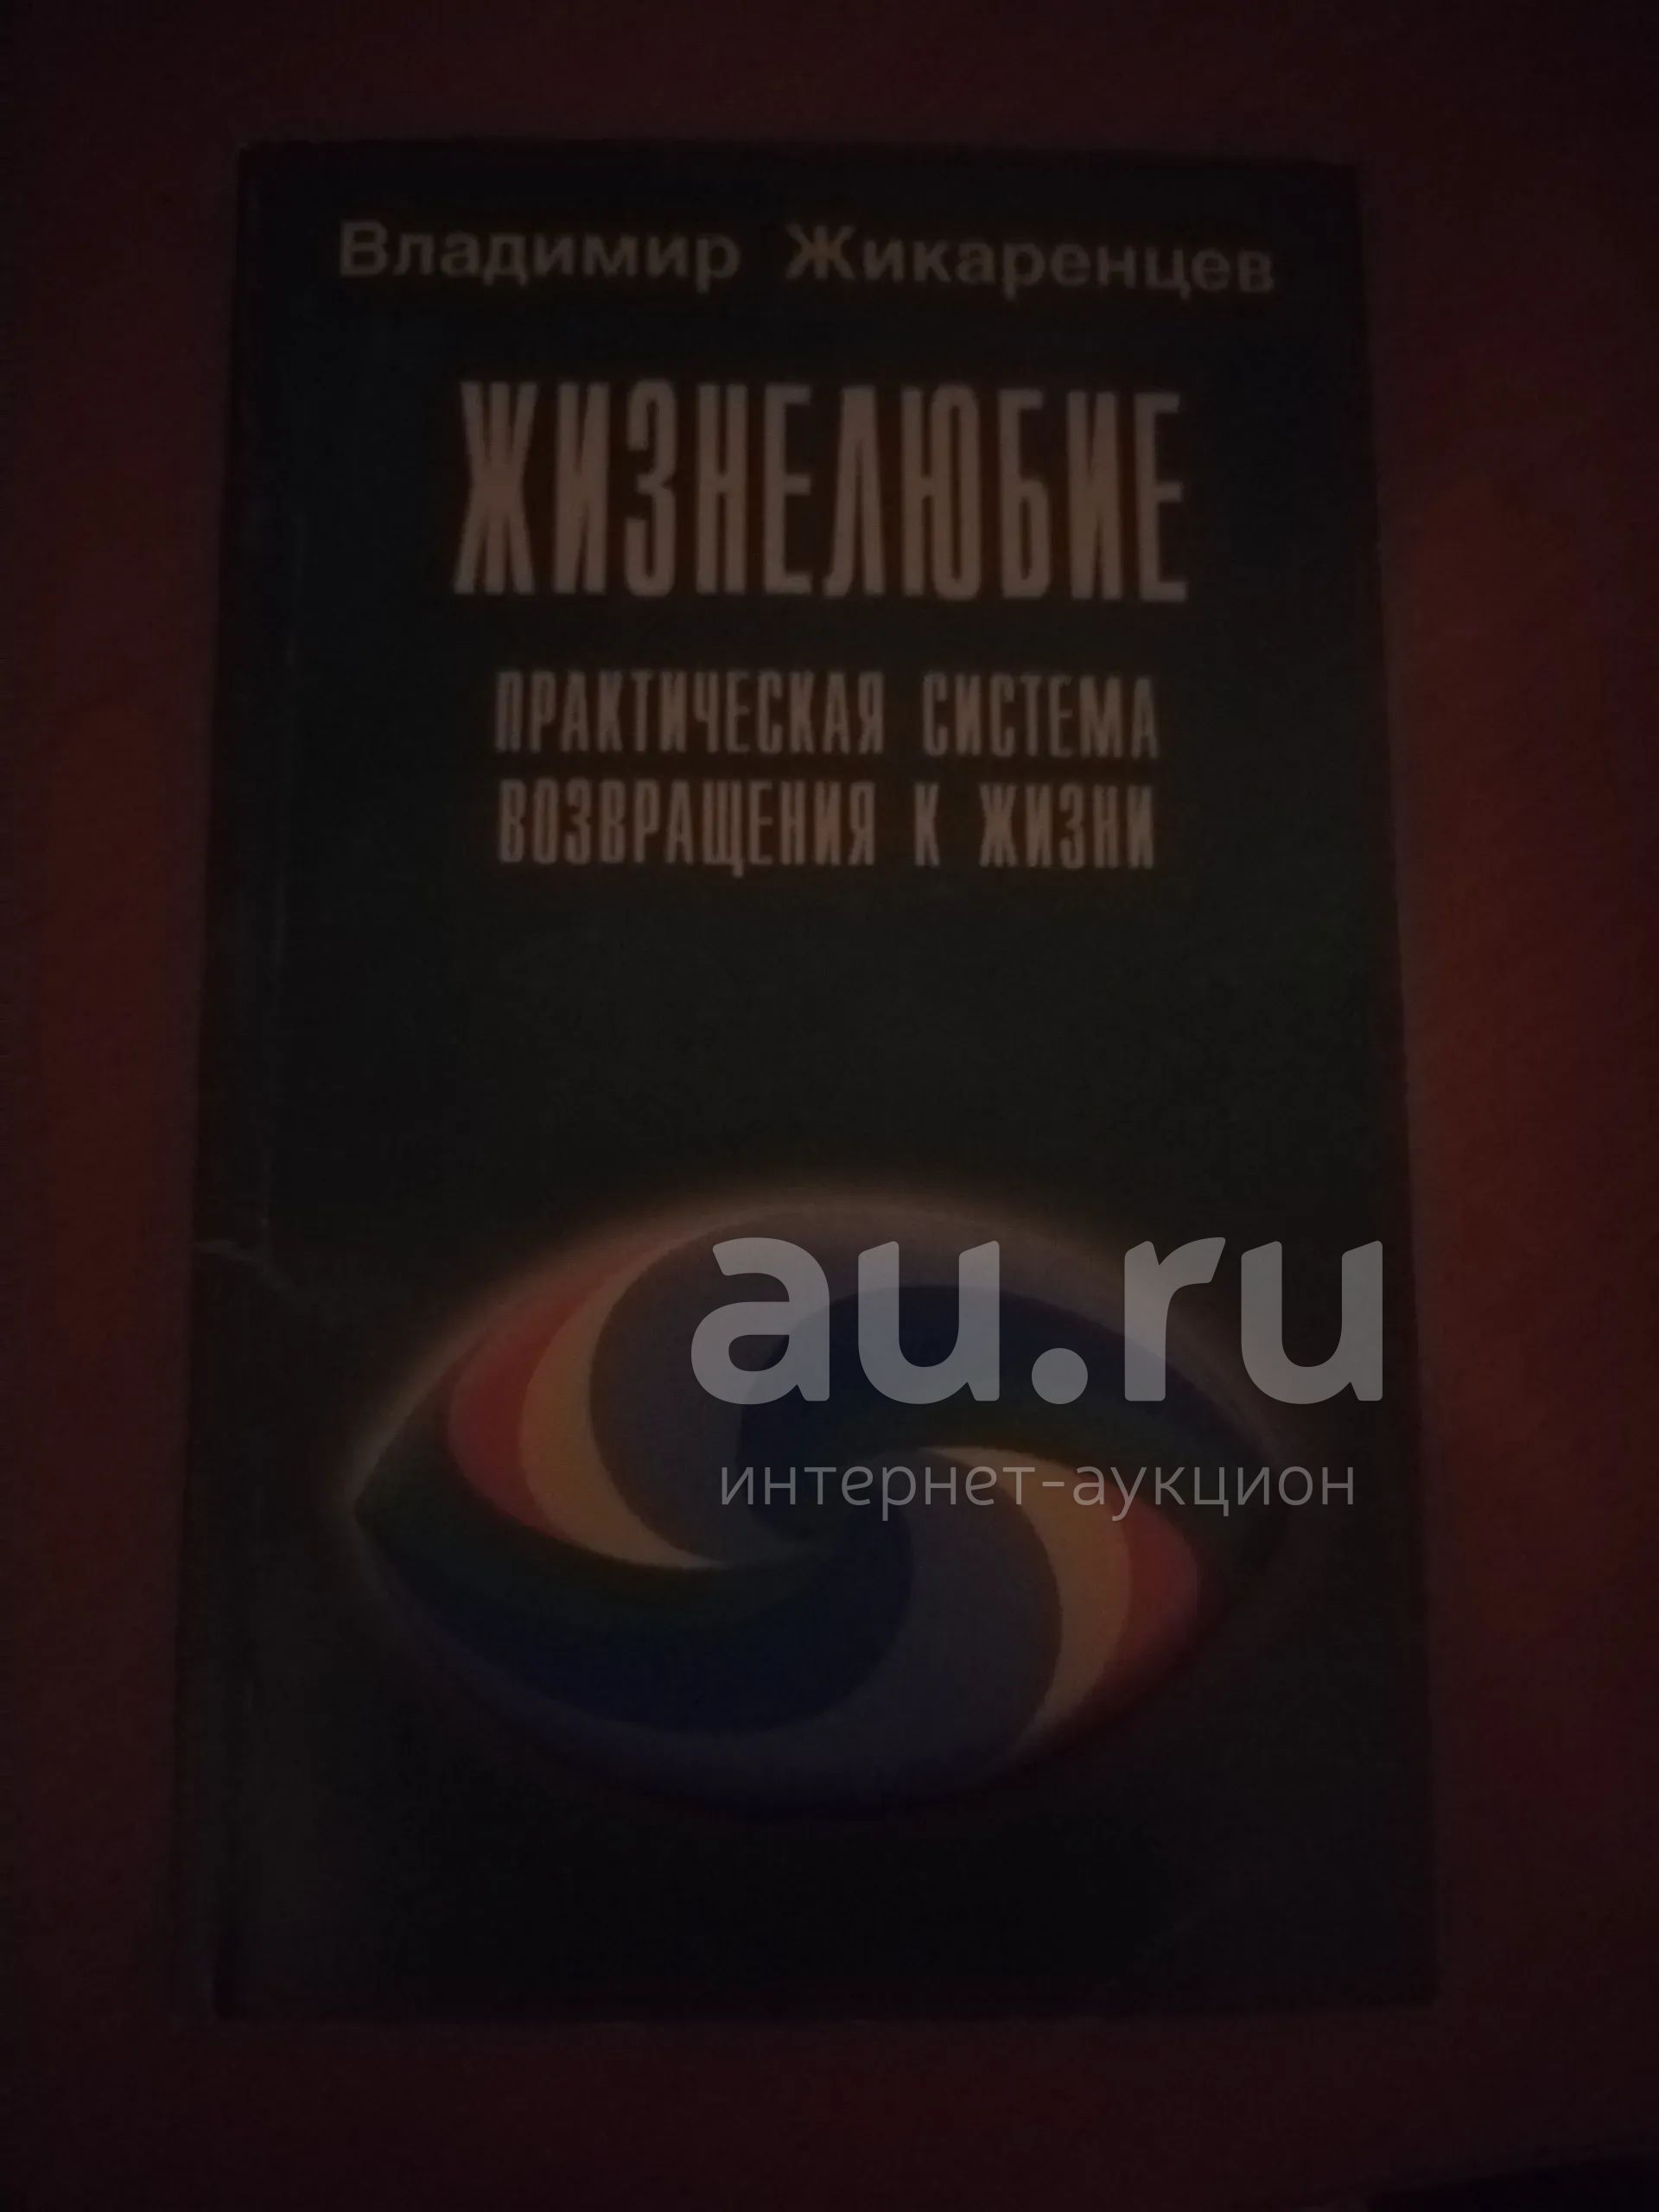 Владимир Жикаренцев
ЖИЗНЕЛЮБИЕ
ПРАКТИЧЕСКАЯ СИСТЕМА
ВОЗВРАЩЕНИЯ К ЖИЗНИ
au.ru
интернет-аукцион